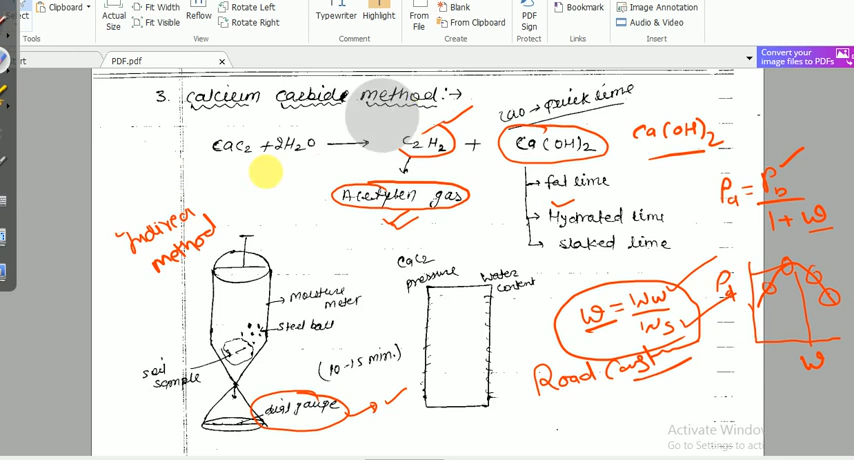 Select
Clipboard
Actual Size
Fit Width
Fit Visible
Reflow
Rotate Left
Rotate Right
Typewriter
Highlight
From File
Blank
From Clipboard
PDF Sign
Bookmark
Image Annotation
Audio & Video
Tools
View
Comment
Create
Protect
Links
Insert
PDF.pdf
Convert your image files to PDFs
3. Calcium Carbide method:→
CaO → Quick lime
CaC2 + 2H2O → C2H2 + Ca(OH)2
Ca(OH)2
Acetylen gas
fat lime
Hydrated lime
slaked lime
Pd = Pb / 1 + w
Indirect method
moisture meter
steel ball
soil sample
(10-15 min.)
dial gauge
CaC2 pressure
water content
w = Ww / Ws
Pd
w
Road Const
Activate Window
Go to Settings to acti